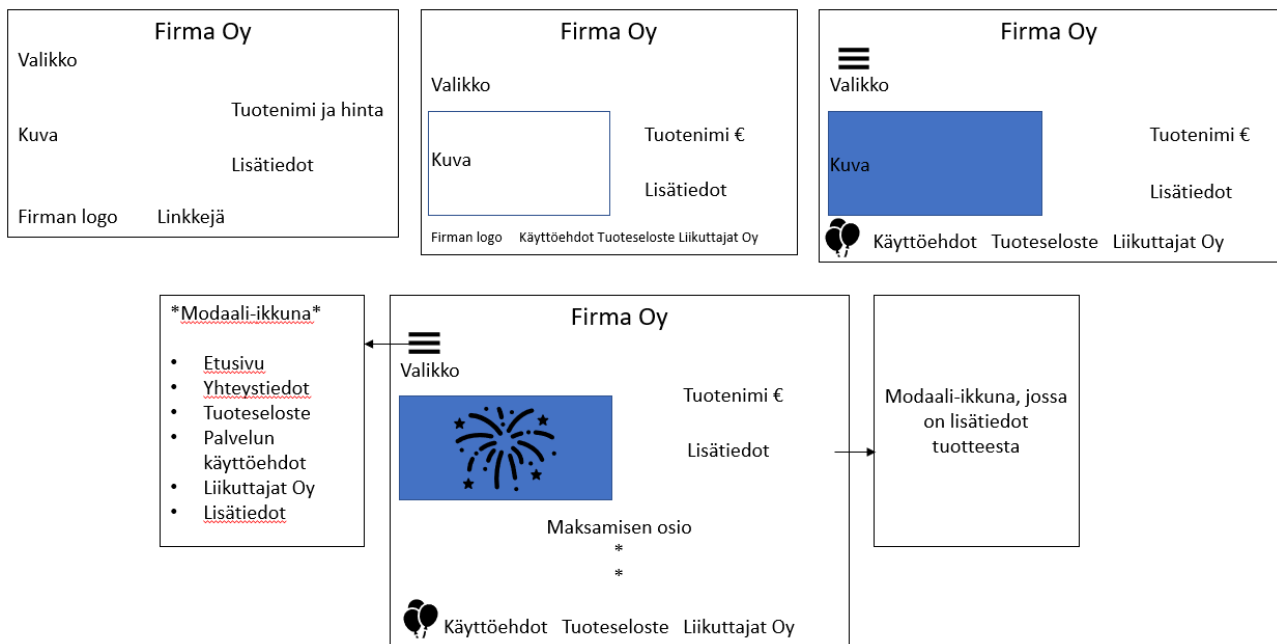 Firma Oy
Valikko
Tuotenimi ja hinta
Kuva
Lisätiedot
Firman logo Linkkejä
Firma Oy
Valikko
Tuotenimi €
Kuva
Lisätiedot
Firman logo Käyttöehdot Tuoteseloste Liikuttajat Oy
Firma Oy
Valikko
Tuotenimi €
Kuva
Lisätiedot
Käyttöehdot Tuoteseloste Liikuttajat Oy
*Modaali-ikkuna*
• Etusivu
• Yhteystiedot
• Tuoteseloste
• Palvelun
käyttöehdot
• Liikuttajat Oy
• Lisätiedot
Firma Oy
Valikko
Tuotenimi €
Lisätiedot
Maksamisen osio
*
*
Käyttöehdot Tuoteseloste Liikuttajat Oy
Modaali-ikkuna, jossa
on lisätiedot
tuotteesta